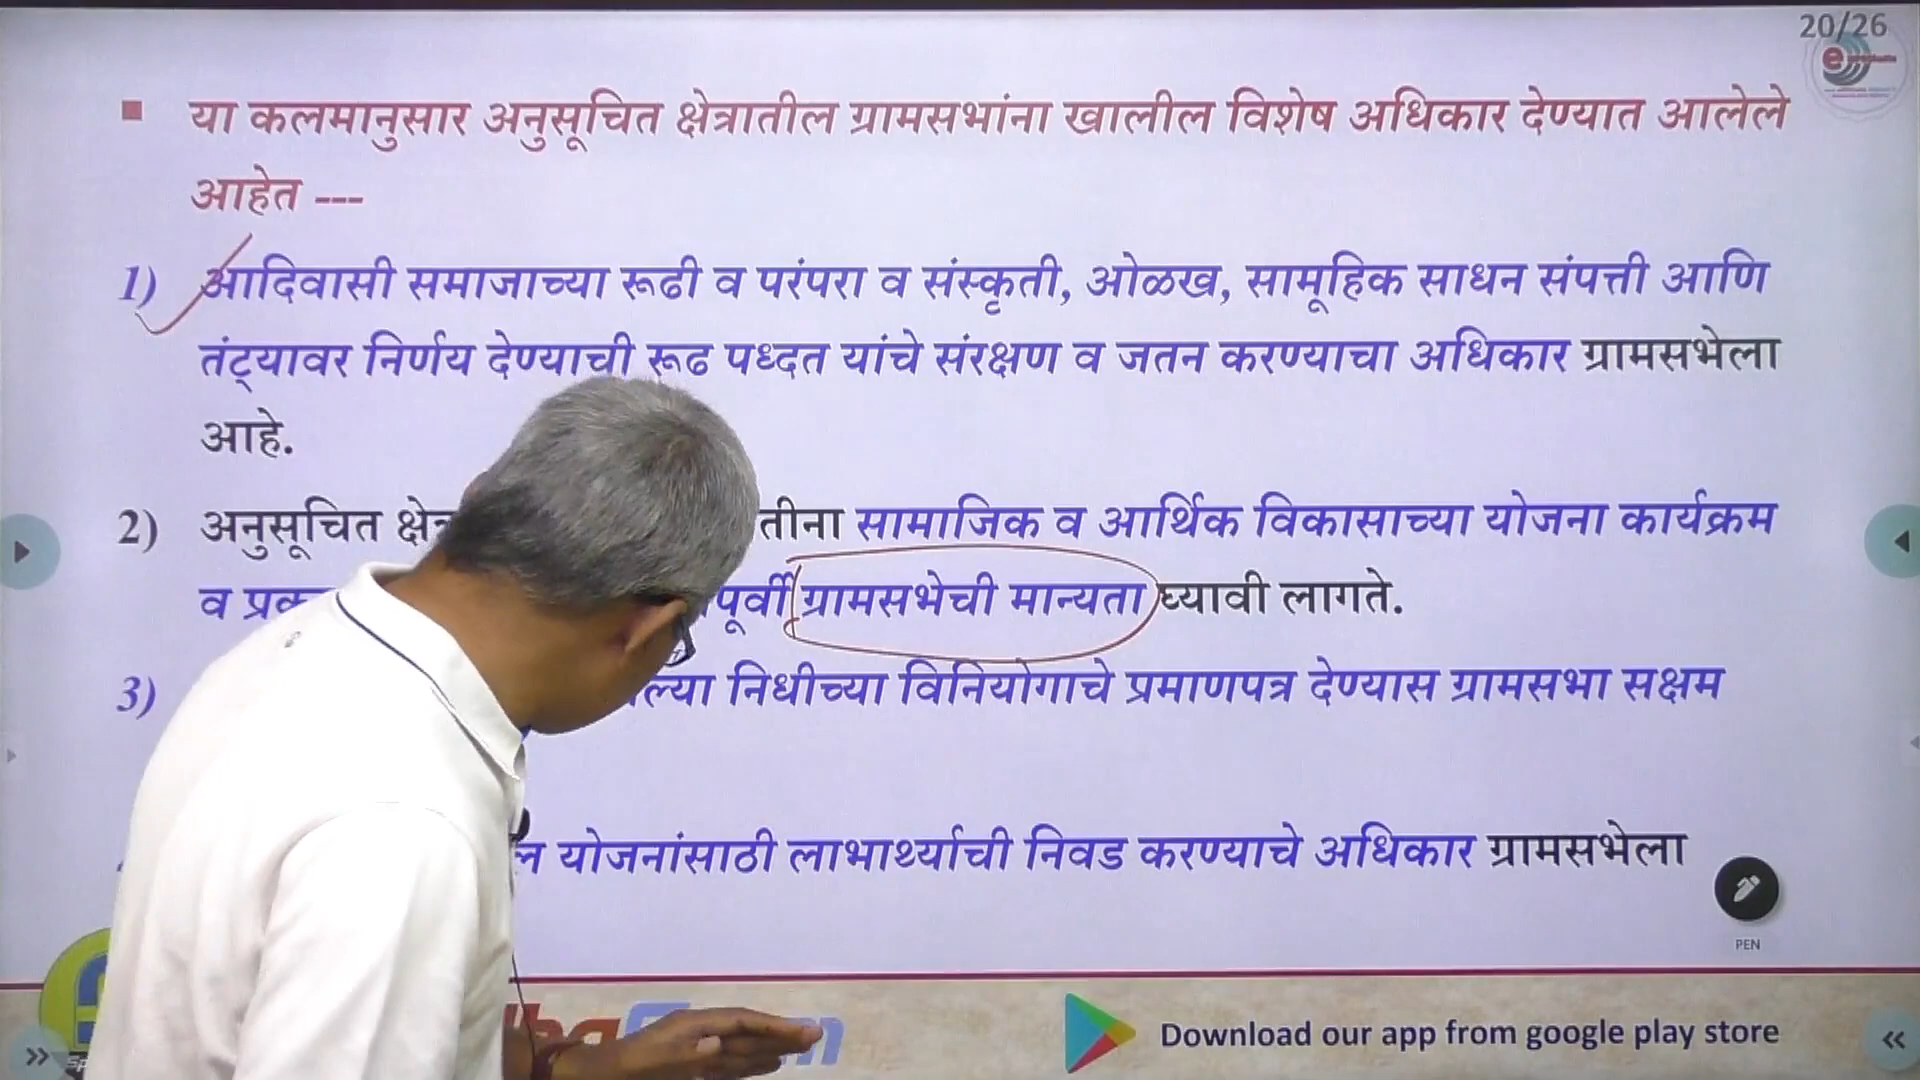 20/26
या कलमानुसार अनुसूचित क्षेत्रातील ग्रामसभांना खालील विशेष अधिकार देण्यात आलेले
आहेत ---
1) आदिवासी समाजाच्या रूढी व परंपरा व संस्कृती, ओळख, सामूहिक साधन संपत्ती आणि
तंट्यावर निर्णय देण्याची रूढ पध्दत यांचे संरक्षण व जतन करण्याचा अधिकार ग्रामसभेला
आहे.
2) अनुसूचित सामाजिक व आर्थिक विकासाच्या योजना कार्यक्रम
व ग्रामसभेची मान्यता घ्यावी लागते.
3) निधीच्या विनियोगाचे प्रमाणपत्र देण्यास ग्रामसभा सक्षम
योजनांसाठी लाभार्थ्याची निवड करण्याचे अधिकार ग्रामसभेला
PEN
Download our app from google play store